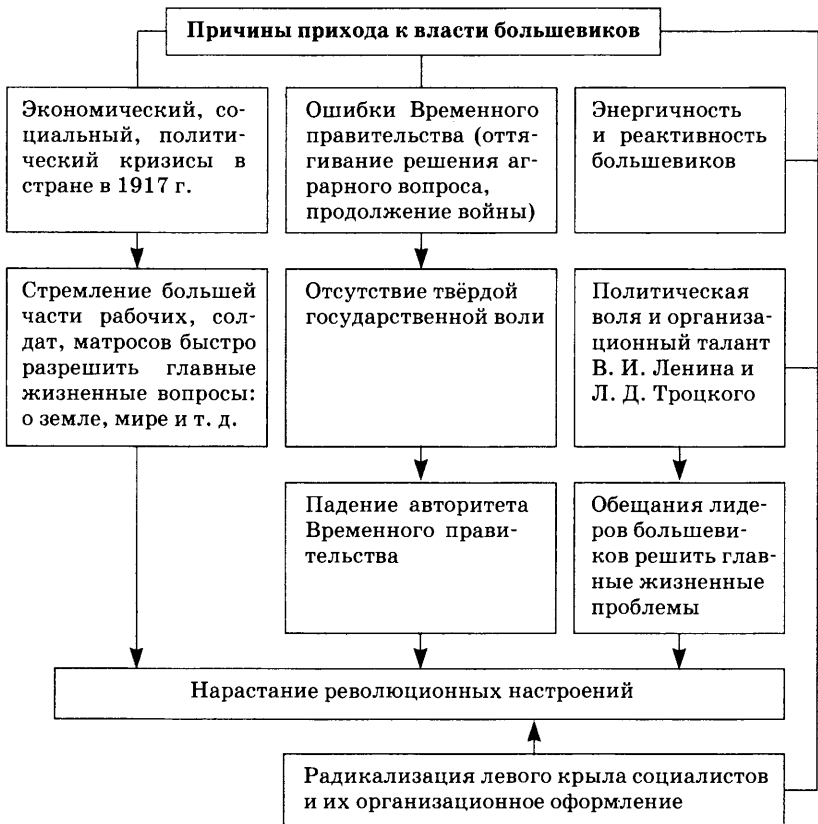 Причины прихода к власти большевиков
Экономический, со-
циальный, полити-
ческий кризисы в
стране в 1917 г.
Ошибки Временного
правительства (оття-
гивание решения аг-
рарного вопроса,
продолжение войны)
Энергичность
и реактивность
большевиков
Стремление большей
части рабочих, сол-
дат, матросов быстро
разрешить главные
жизненные вопросы:
о земле, мире и т. д.
Отсутствие твёрдой
государственной воли
Политическая
воля и организа-
ционный талант
В. И. Ленина и
Л. Д. Троцкого
Падение авторитета
Временного прави-
тельства
Обещания лиде-
ров большеви-
ков решить глав-
ные жизненные
проблемы
Нарастание революционных настроений
Радикализация левого крыла социалистов
и их организационное оформление